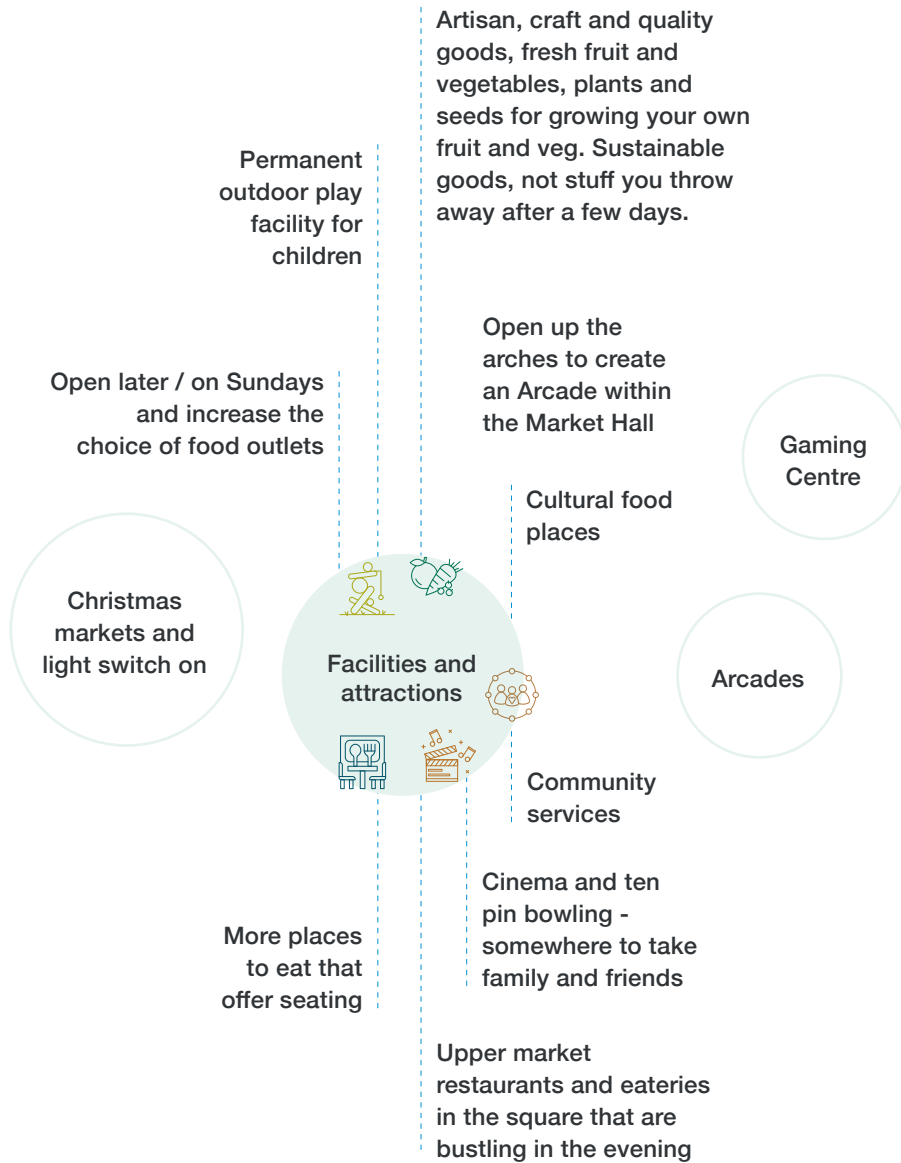 Artisan, craft and quality
goods, fresh fruit and
vegetables, plants and
seeds for growing your own
fruit and veg. Sustainable
goods, not stuff you throw
away after a few days.
Permanent
outdoor play
facility for
children
Open up the
arches to create
an Arcade within
the Market Hall
Open later / on Sundays
and increase the
choice of food outlets
Gaming
Centre
Cultural food
places
Christmas
markets and
light switch on
Facilities and
attractions
Arcades
Community
services
Cinema and ten
pin bowling -
somewhere to take
family and friends
More places
to eat that
offer seating
Upper market
restaurants and eateries
in the square that are
bustling in the evening